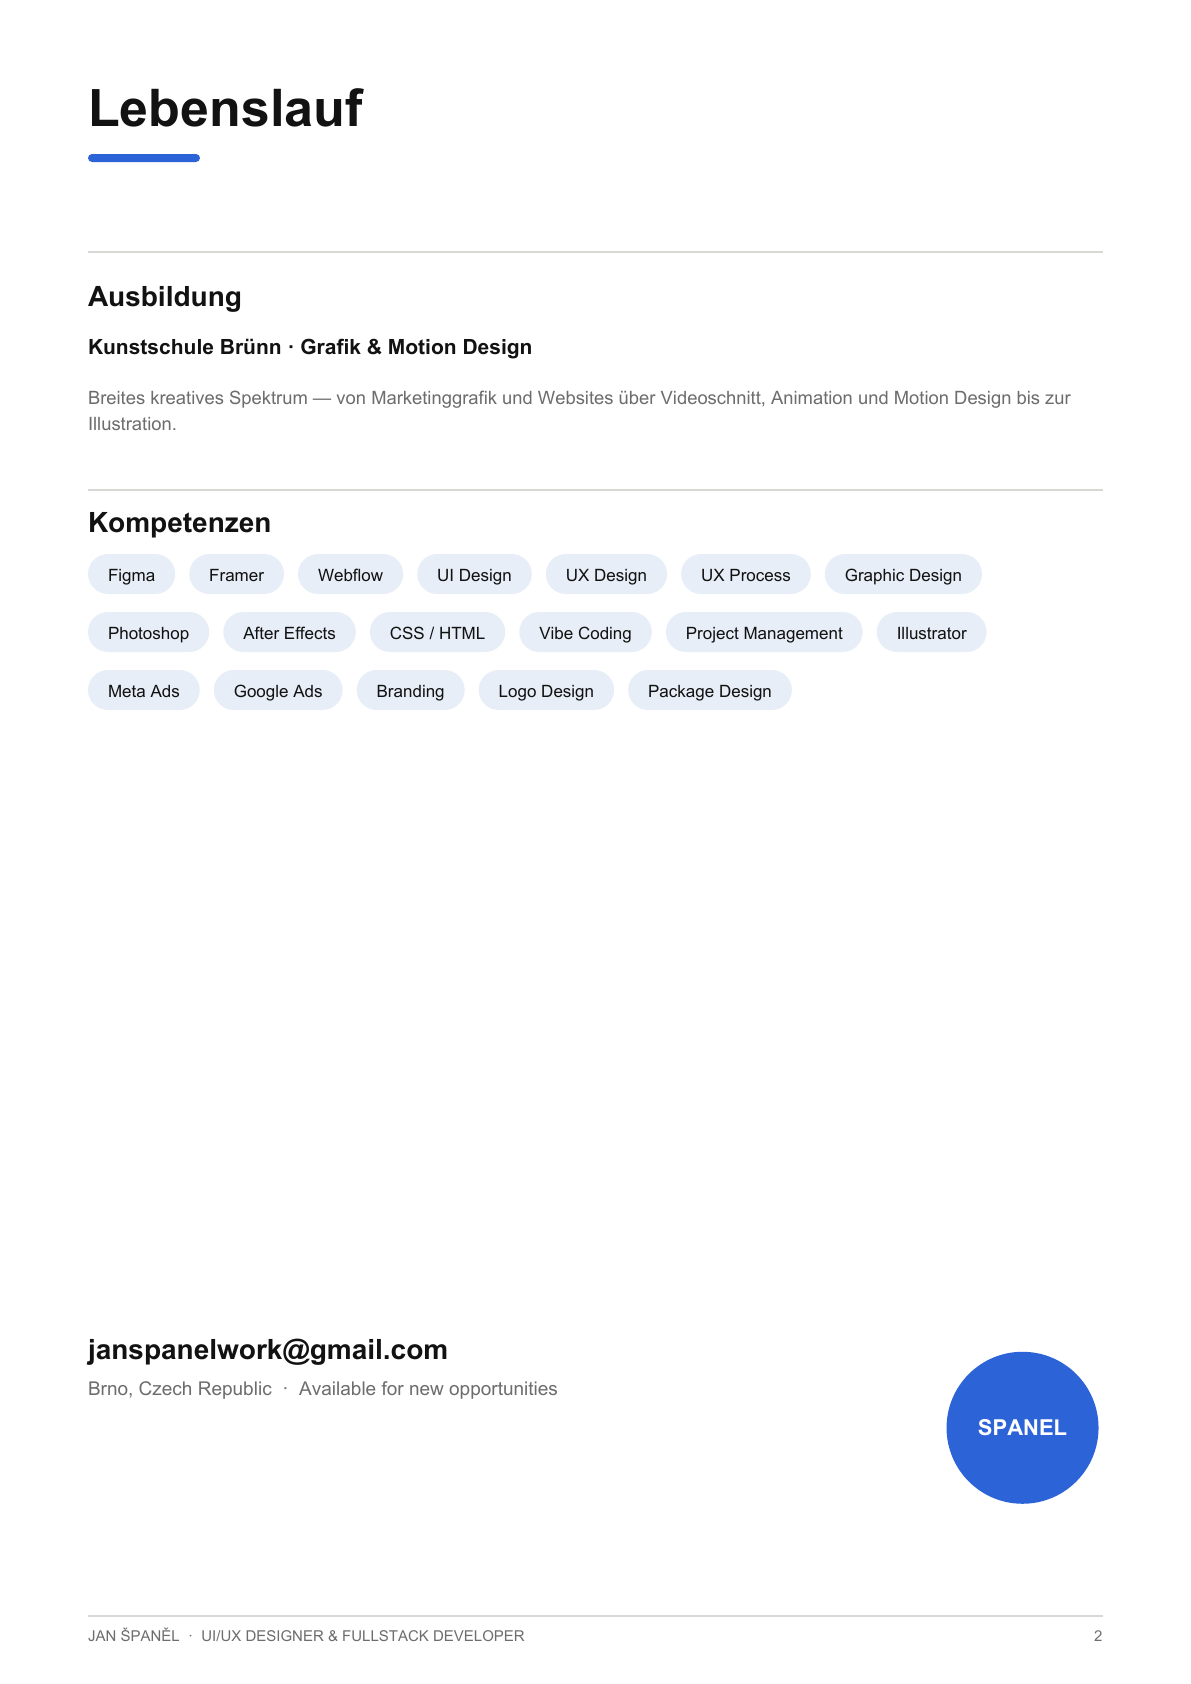 Lebenslauf
Ausbildung
Kunstschule Brünn · Grafik & Motion Design
Breites kreatives Spektrum — von Marketinggrafik und Websites über Videoschnitt, Animation und Motion Design bis zur
Illustration.
Kompetenzen
Figma Framer Webflow UI Design UX Design UX Process Graphic Design
Photoshop After Effects CSS / HTML Vibe Coding Project Management Illustrator
Meta Ads Google Ads Branding Logo Design Package Design
janspanelwork@gmail.com
Brno, Czech Republic · Available for new opportunities
SPANEL
JAN ŠPANĚL · UI/UX DESIGNER & FULLSTACK DEVELOPER 2